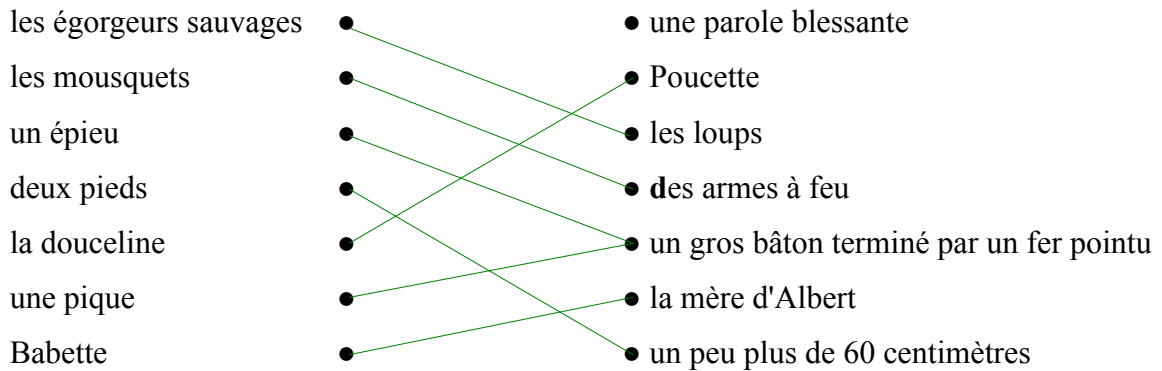 les égorgeurs sauvages ● ● une parole blessante
les mousquets ● ● Poucette
un épieu ● ● les loups
deux pieds ● ● des armes à feu
la douceline ● ● un gros bâton terminé par un fer pointu
une pique ● ● la mère d'Albert
Babette ● ● un peu plus de 60 centimètres